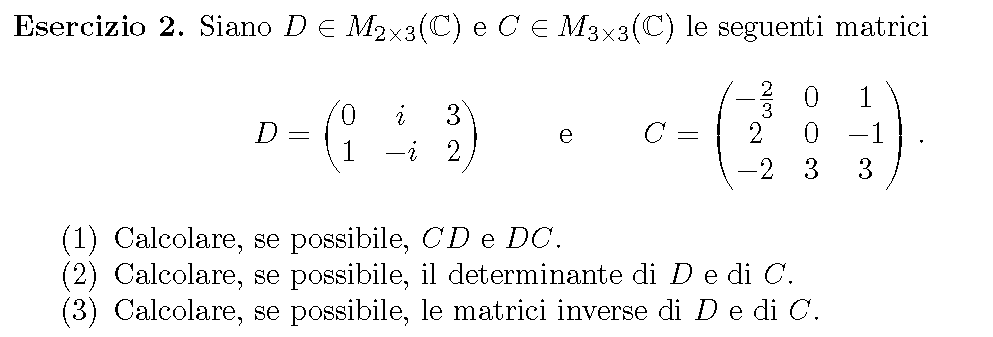 Esercizio 2. Siano $D \in M_{2\times 3}(\mathbb{C})$ e $C \in M_{3\times 3}(\mathbb{C})$ le seguenti matrici
$D = \begin{pmatrix} 0 & i & 3 \\ 1 & -i & 2 \end{pmatrix}$ e $C = \begin{pmatrix} -\frac{2}{3} & 0 & 1 \\ 2 & 0 & -1 \\ -2 & 3 & 3 \end{pmatrix}.$
(1) Calcolare, se possibile, $CD$ e $DC$.
(2) Calcolare, se possibile, il determinante di $D$ e di $C$.
(3) Calcolare, se possibile, le matrici inverse di $D$ e di $C$.